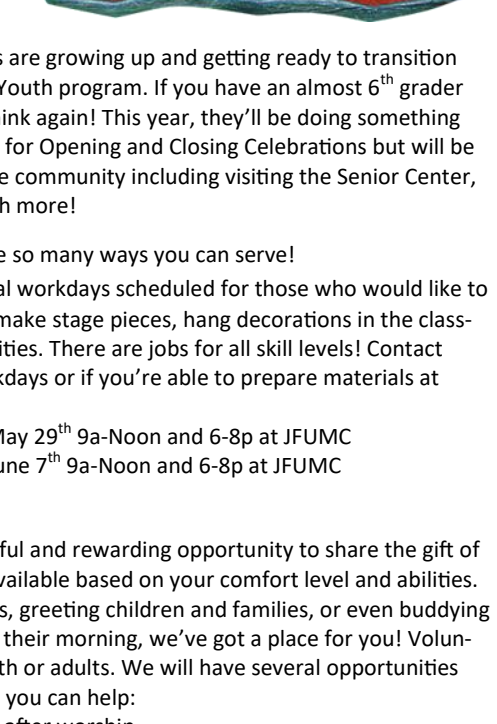 s are growing up and getting ready to transition
Youth program. If you have an almost 6th grader
ink again! This year, they'll be doing something
for Opening and Closing Celebrations but will be
e community including visiting the Senior Center,
h more!
e so many ways you can serve!
al workdays scheduled for those who would like to
make stage pieces, hang decorations in the class-
ities. There are jobs for all skill levels! Contact
kdays or if you're able to prepare materials at
May 29th 9a-Noon and 6-8p at JFUMC
une 7th 9a-Noon and 6-8p at JFUMC
ful and rewarding opportunity to share the gift of
vailable based on your comfort level and abilities.
s, greeting children and families, or even buddying
their morning, we've got a place for you! Volun-
th or adults. We will have several opportunities
you can help:
after worship